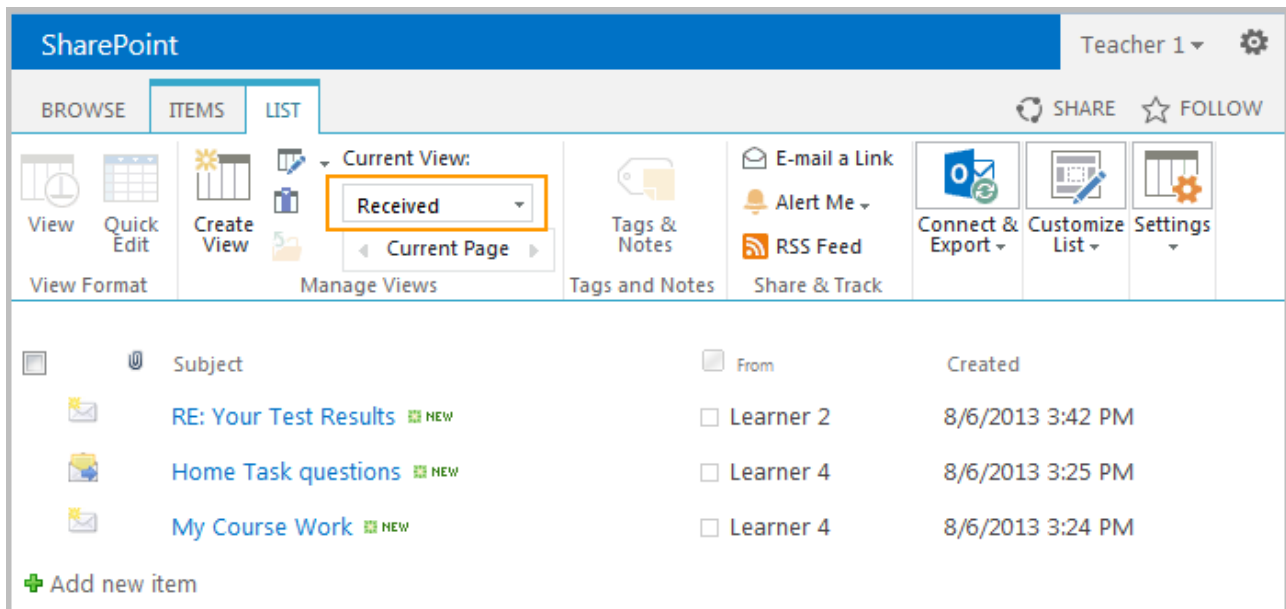 SharePoint Teacher 1
BROWSE ITEMS LIST SHARE FOLLOW
View
Quick Edit
Create View
Current View:
Received
Current Page
Tags & Notes
E-mail a Link
Alert Me
RSS Feed
Connect & Export
Customize List
Settings
View Format Manage Views Tags and Notes Share & Track
Subject From Created
RE: Your Test Results NEW Learner 2 8/6/2013 3:42 PM
Home Task questions NEW Learner 4 8/6/2013 3:25 PM
My Course Work NEW Learner 4 8/6/2013 3:24 PM
Add new item